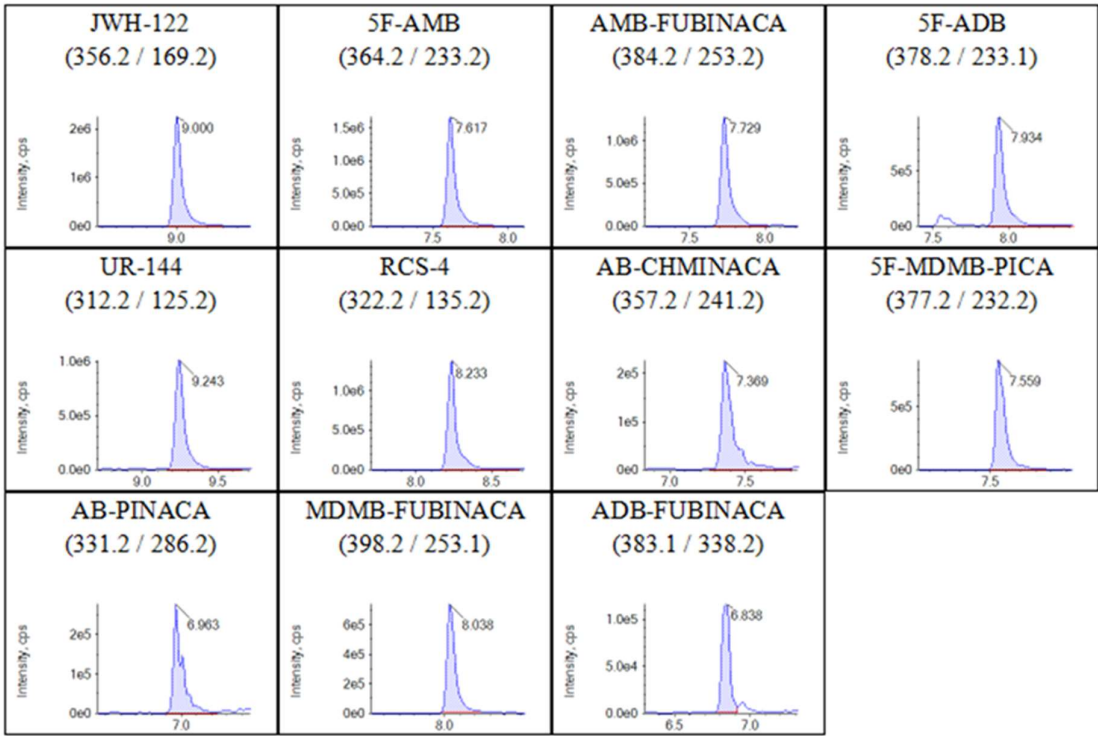 JWH-122
(356.2 / 169.2)
Intensity, cps
2e6
1e6
0e0
9.000
9.0
5F-AMB
(364.2 / 233.2)
Intensity, cps
1.5e6
1.0e6
5.0e5
0.0e0
7.617
7.5 8.0
AMB-FUBINACA
(384.2 / 253.2)
Intensity, cps
1.0e6
5.0e5
0.0e0
7.729
7.5 8.0
5F-ADB
(378.2 / 233.1)
Intensity, cps
5e5
0e0
7.934
7.5 8.0
UR-144
(312.2 / 125.2)
Intensity, cps
1.0e6
5.0e5
0.0e0
9.243
9.0 9.5
RCS-4
(322.2 / 135.2)
Intensity, cps
1e6
5e5
0e0
8.233
8.0 8.5
AB-CHMINACA
(357.2 / 241.2)
Intensity, cps
2e5
1e5
0e0
7.369
7.0 7.5
5F-MDMB-PICA
(377.2 / 232.2)
Intensity, cps
5e5
0e0
7.559
7.5
AB-PINACA
(331.2 / 286.2)
Intensity, cps
2e5
1e5
0e0
6.963
7.0
MDMB-FUBINACA
(398.2 / 253.1)
Intensity, cps
6e5
4e5
2e5
0e0
8.038
8.0
ADB-FUBINACA
(383.1 / 338.2)
Intensity, cps
1.0e5
5.0e4
0.0e0
6.838
6.5 7.0